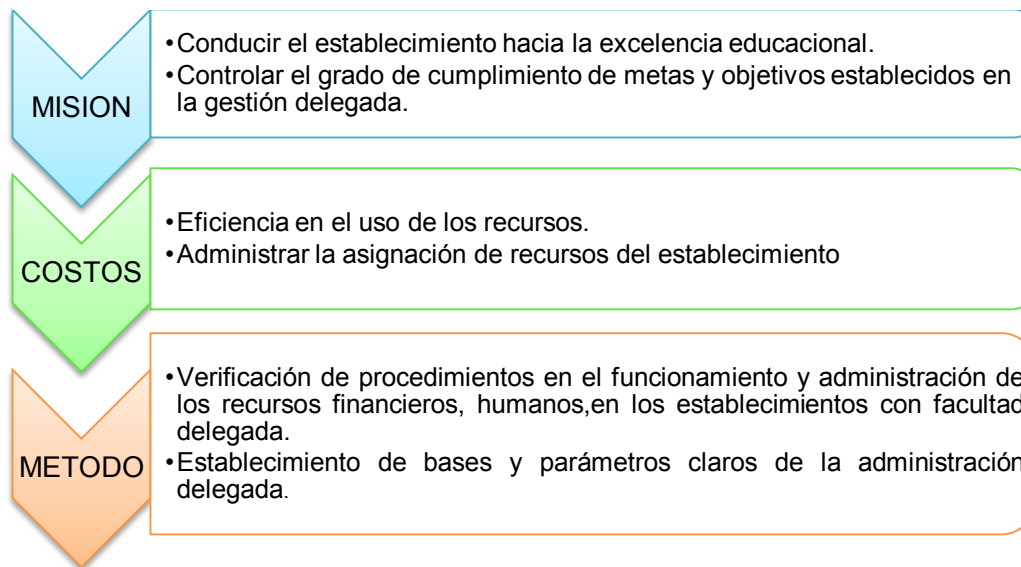 MISION
•Conducir el establecimiento hacia la excelencia educacional.
•Controlar el grado de cumplimiento de metas y objetivos establecidos en
la gestión delegada.
COSTOS
•Eficiencia en el uso de los recursos.
•Administrar la asignación de recursos del establecimiento
METODO
•Verificación de procedimientos en el funcionamiento y administración de
los recursos financieros, humanos,en los establecimientos con facultad
delegada.
•Establecimiento de bases y parámetros claros de la administración
delegada.